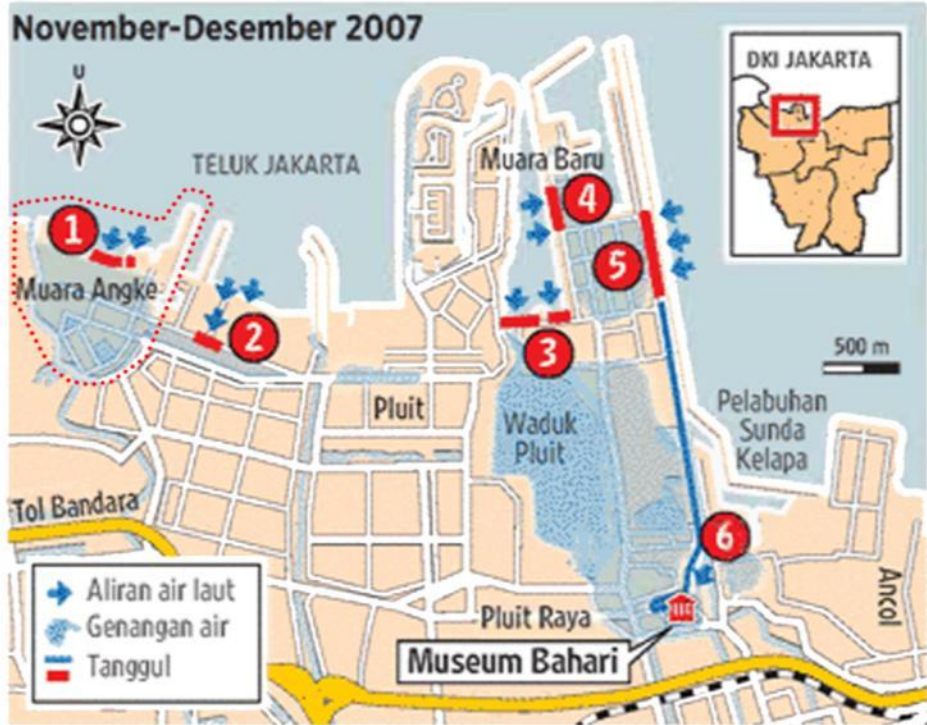 November-Desember 2007
U
DKI JAKARTA
TELUK JAKARTA
Muara Baru
1
4
5
Muara Angke
2
3
500 m
Pluit
Waduk
Pluit
Pelabuhan
Sunda
Kelapa
Tol Bandara
6
Aliran air laut
Genangan air
Tanggul
Pluit Raya
Ancol
Museum Bahari